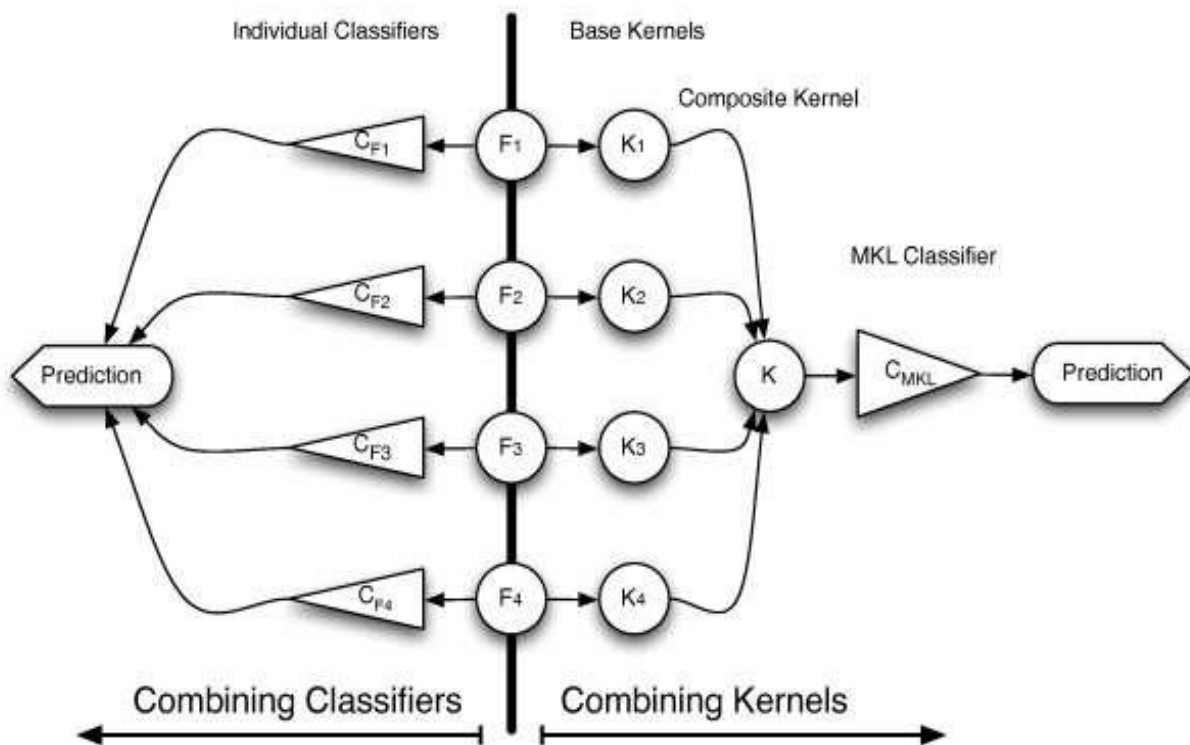 Individual Classifiers
Base Kernels
Composite Kernel
C_F1
F1
K1
MKL Classifier
C_F2
F2
K2
Prediction
K
C_MKL
Prediction
C_F3
F3
K3
C_F4
F4
K4
Combining Classifiers
Combining Kernels